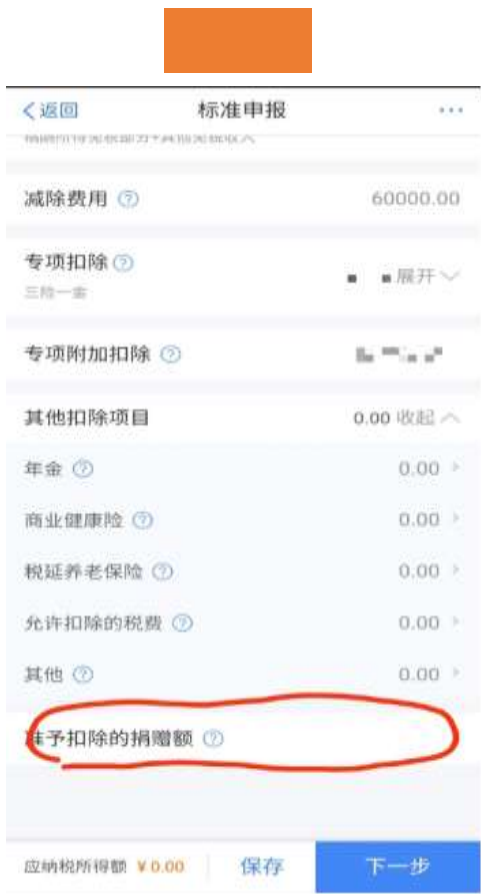 返回
标准申报
减除费用 ?
60000.00
专项扣除 ?
展开
三险一金
专项附加扣除 ?
其他扣除项目
0.00 收起
年金 ?
0.00
商业健康险 ?
0.00
税延养老保险 ?
0.00
允许扣除的税费 ?
0.00
其他 ?
0.00
准予扣除的捐赠额 ?
应纳税所得额 ¥0.00
保存
下一步